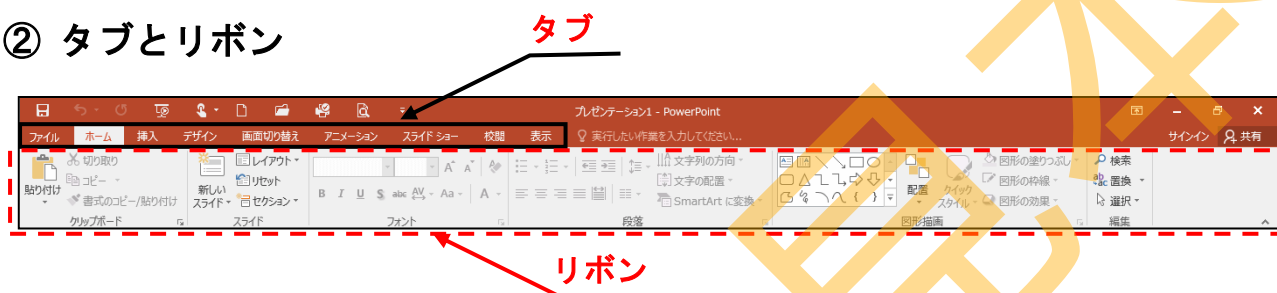 ② タブとリボン
タブ
プレゼンテーション1 - PowerPoint
ファイル ホーム 挿入 デザイン 画面切り替え アニメーション スライド ショー 校閲 表示 実行したい作業を入力してください... サインイン 共有
切り取り レイアウト 文字列の方向 図形の塗りつぶし 検索
貼り付け コピー 新しい リセット 文字の配置 配置 クイック 図形の枠線 置換
書式のコピー/貼り付け スライド セクション B I U S abc AV Aa A SmartArt に変換 スタイル 図形の効果 選択
クリップボード スライド フォント 段落 図形描画 編集
リボン